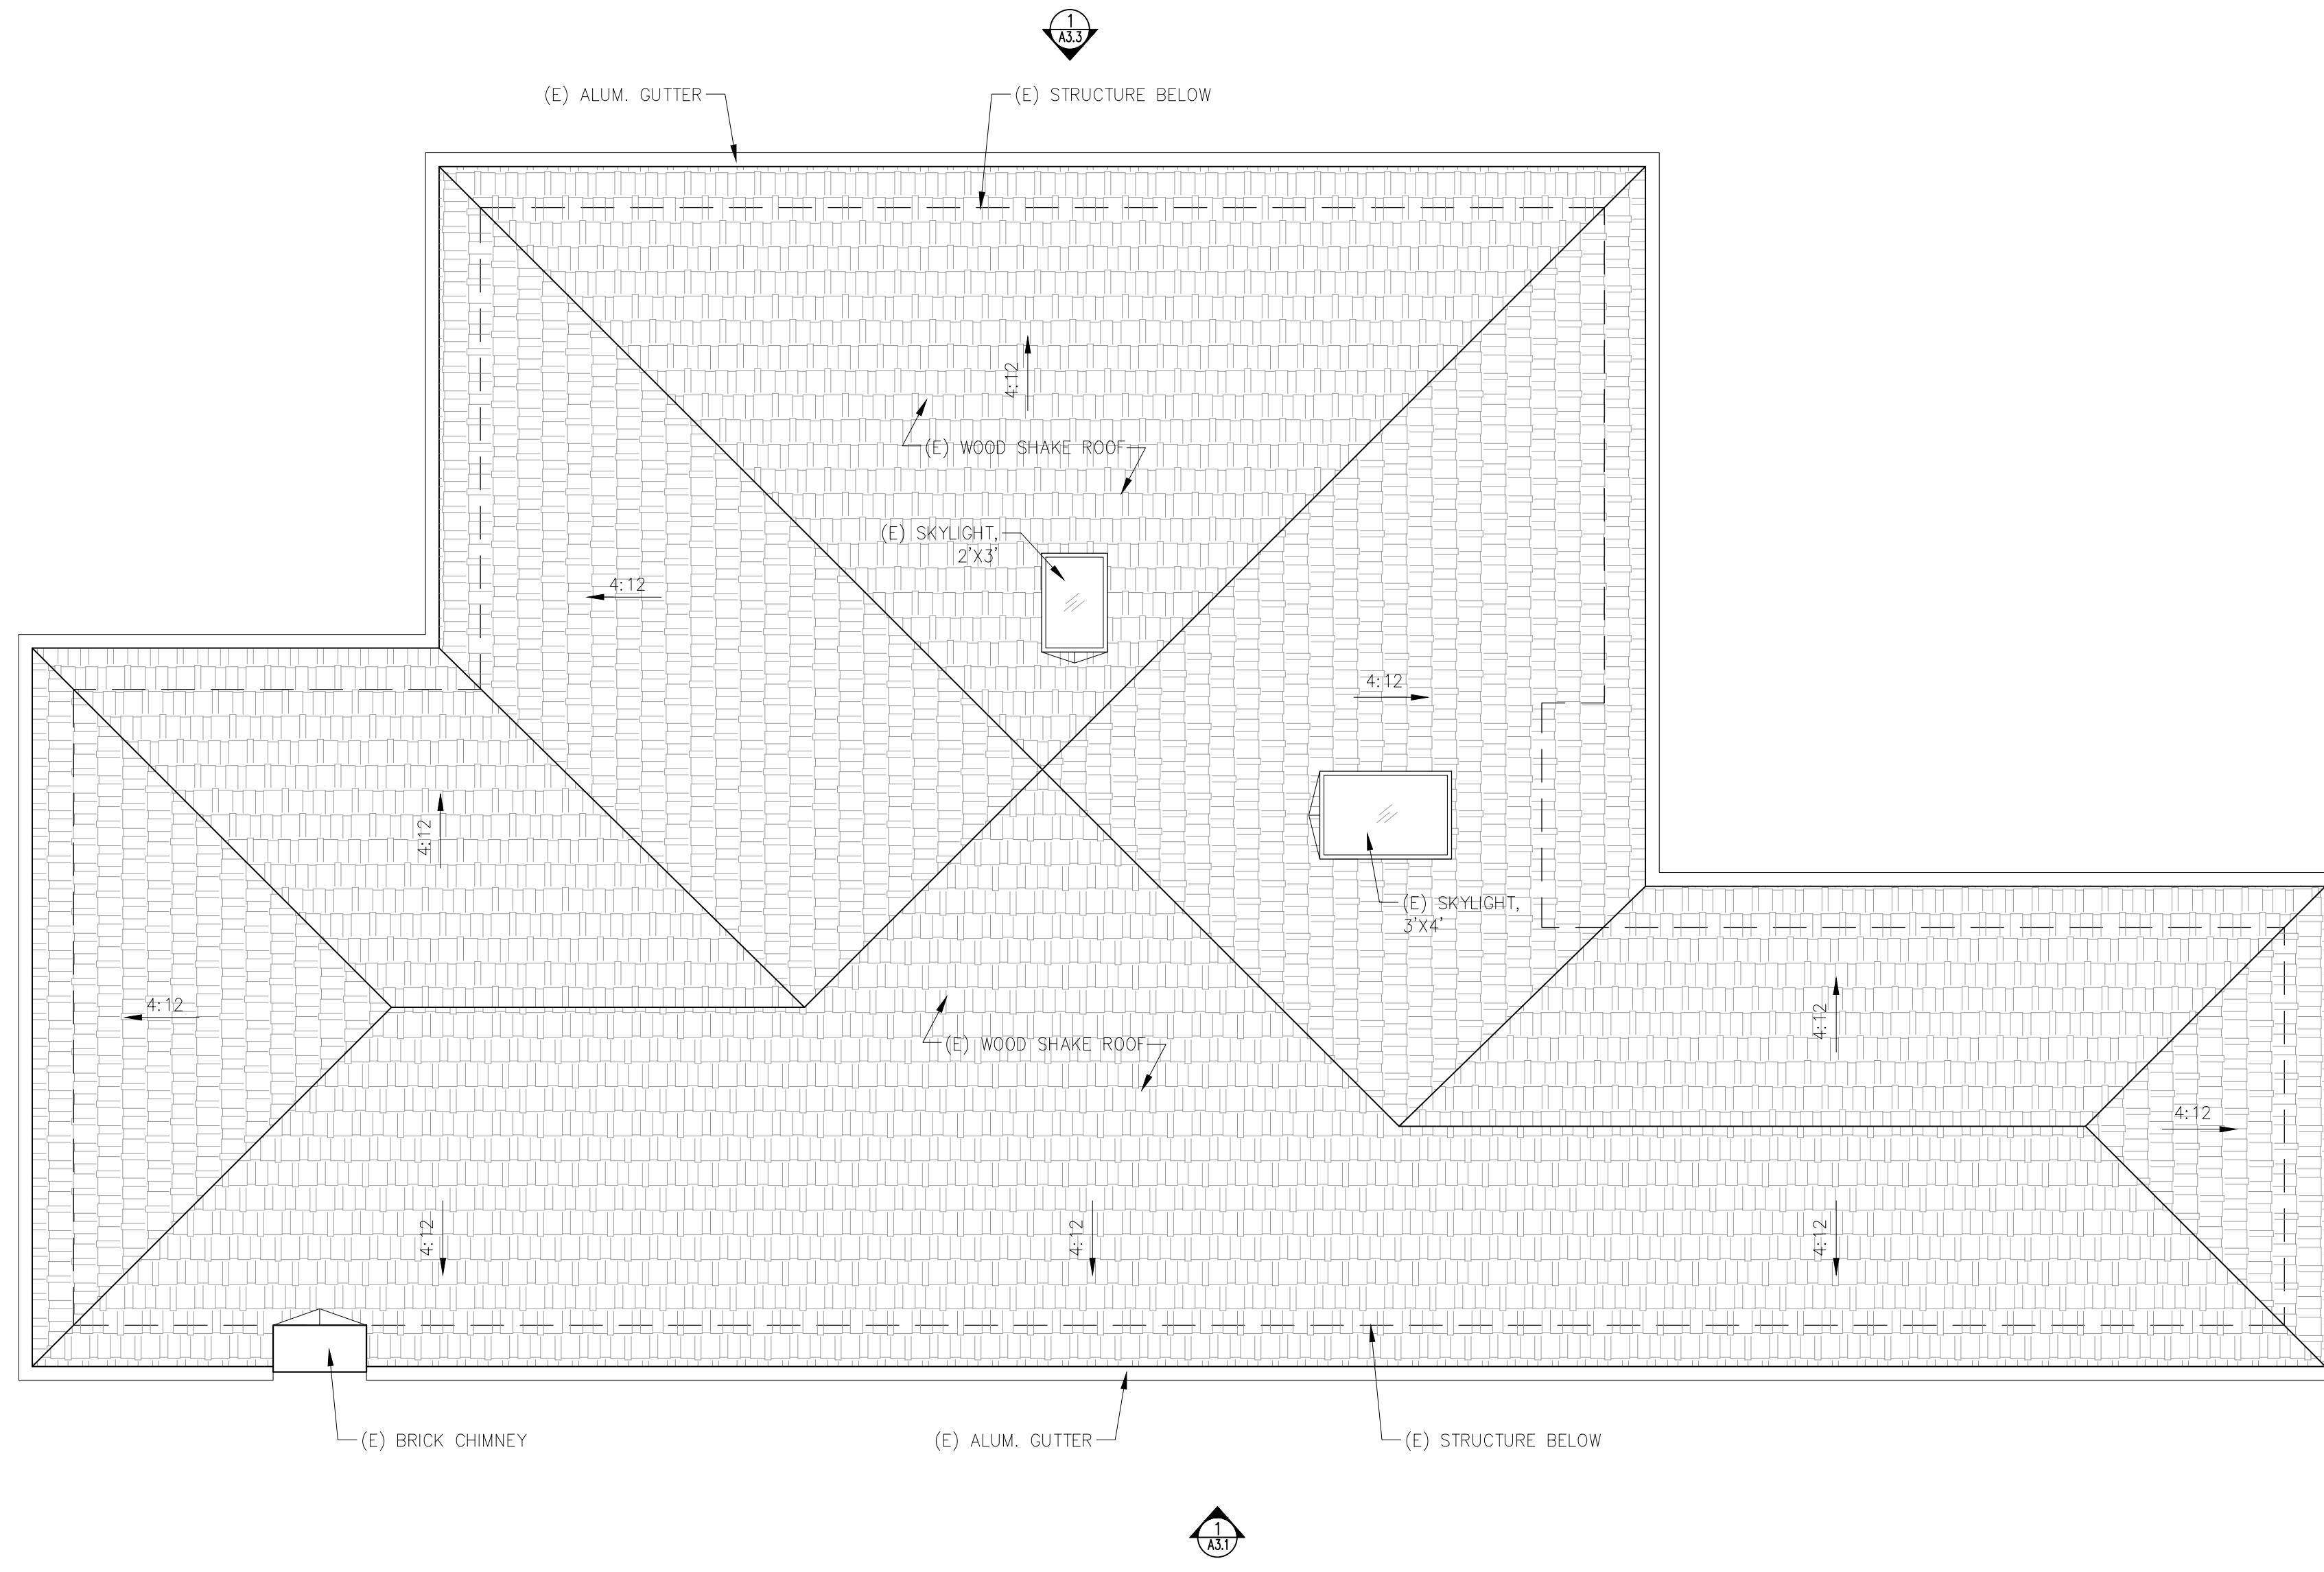 1
A3.3
(E) ALUM. GUTTER
(E) STRUCTURE BELOW
4:12
(E) WOOD SHAKE ROOF
(E) SKYLIGHT,
2'X3'
4:12
4:12
4:12
(E) SKYLIGHT,
3'X4'
4:12
4:12
(E) WOOD SHAKE ROOF
4:12
4:12
4:12
4:12
(E) BRICK CHIMNEY
(E) ALUM. GUTTER
(E) STRUCTURE BELOW
1
A3.1